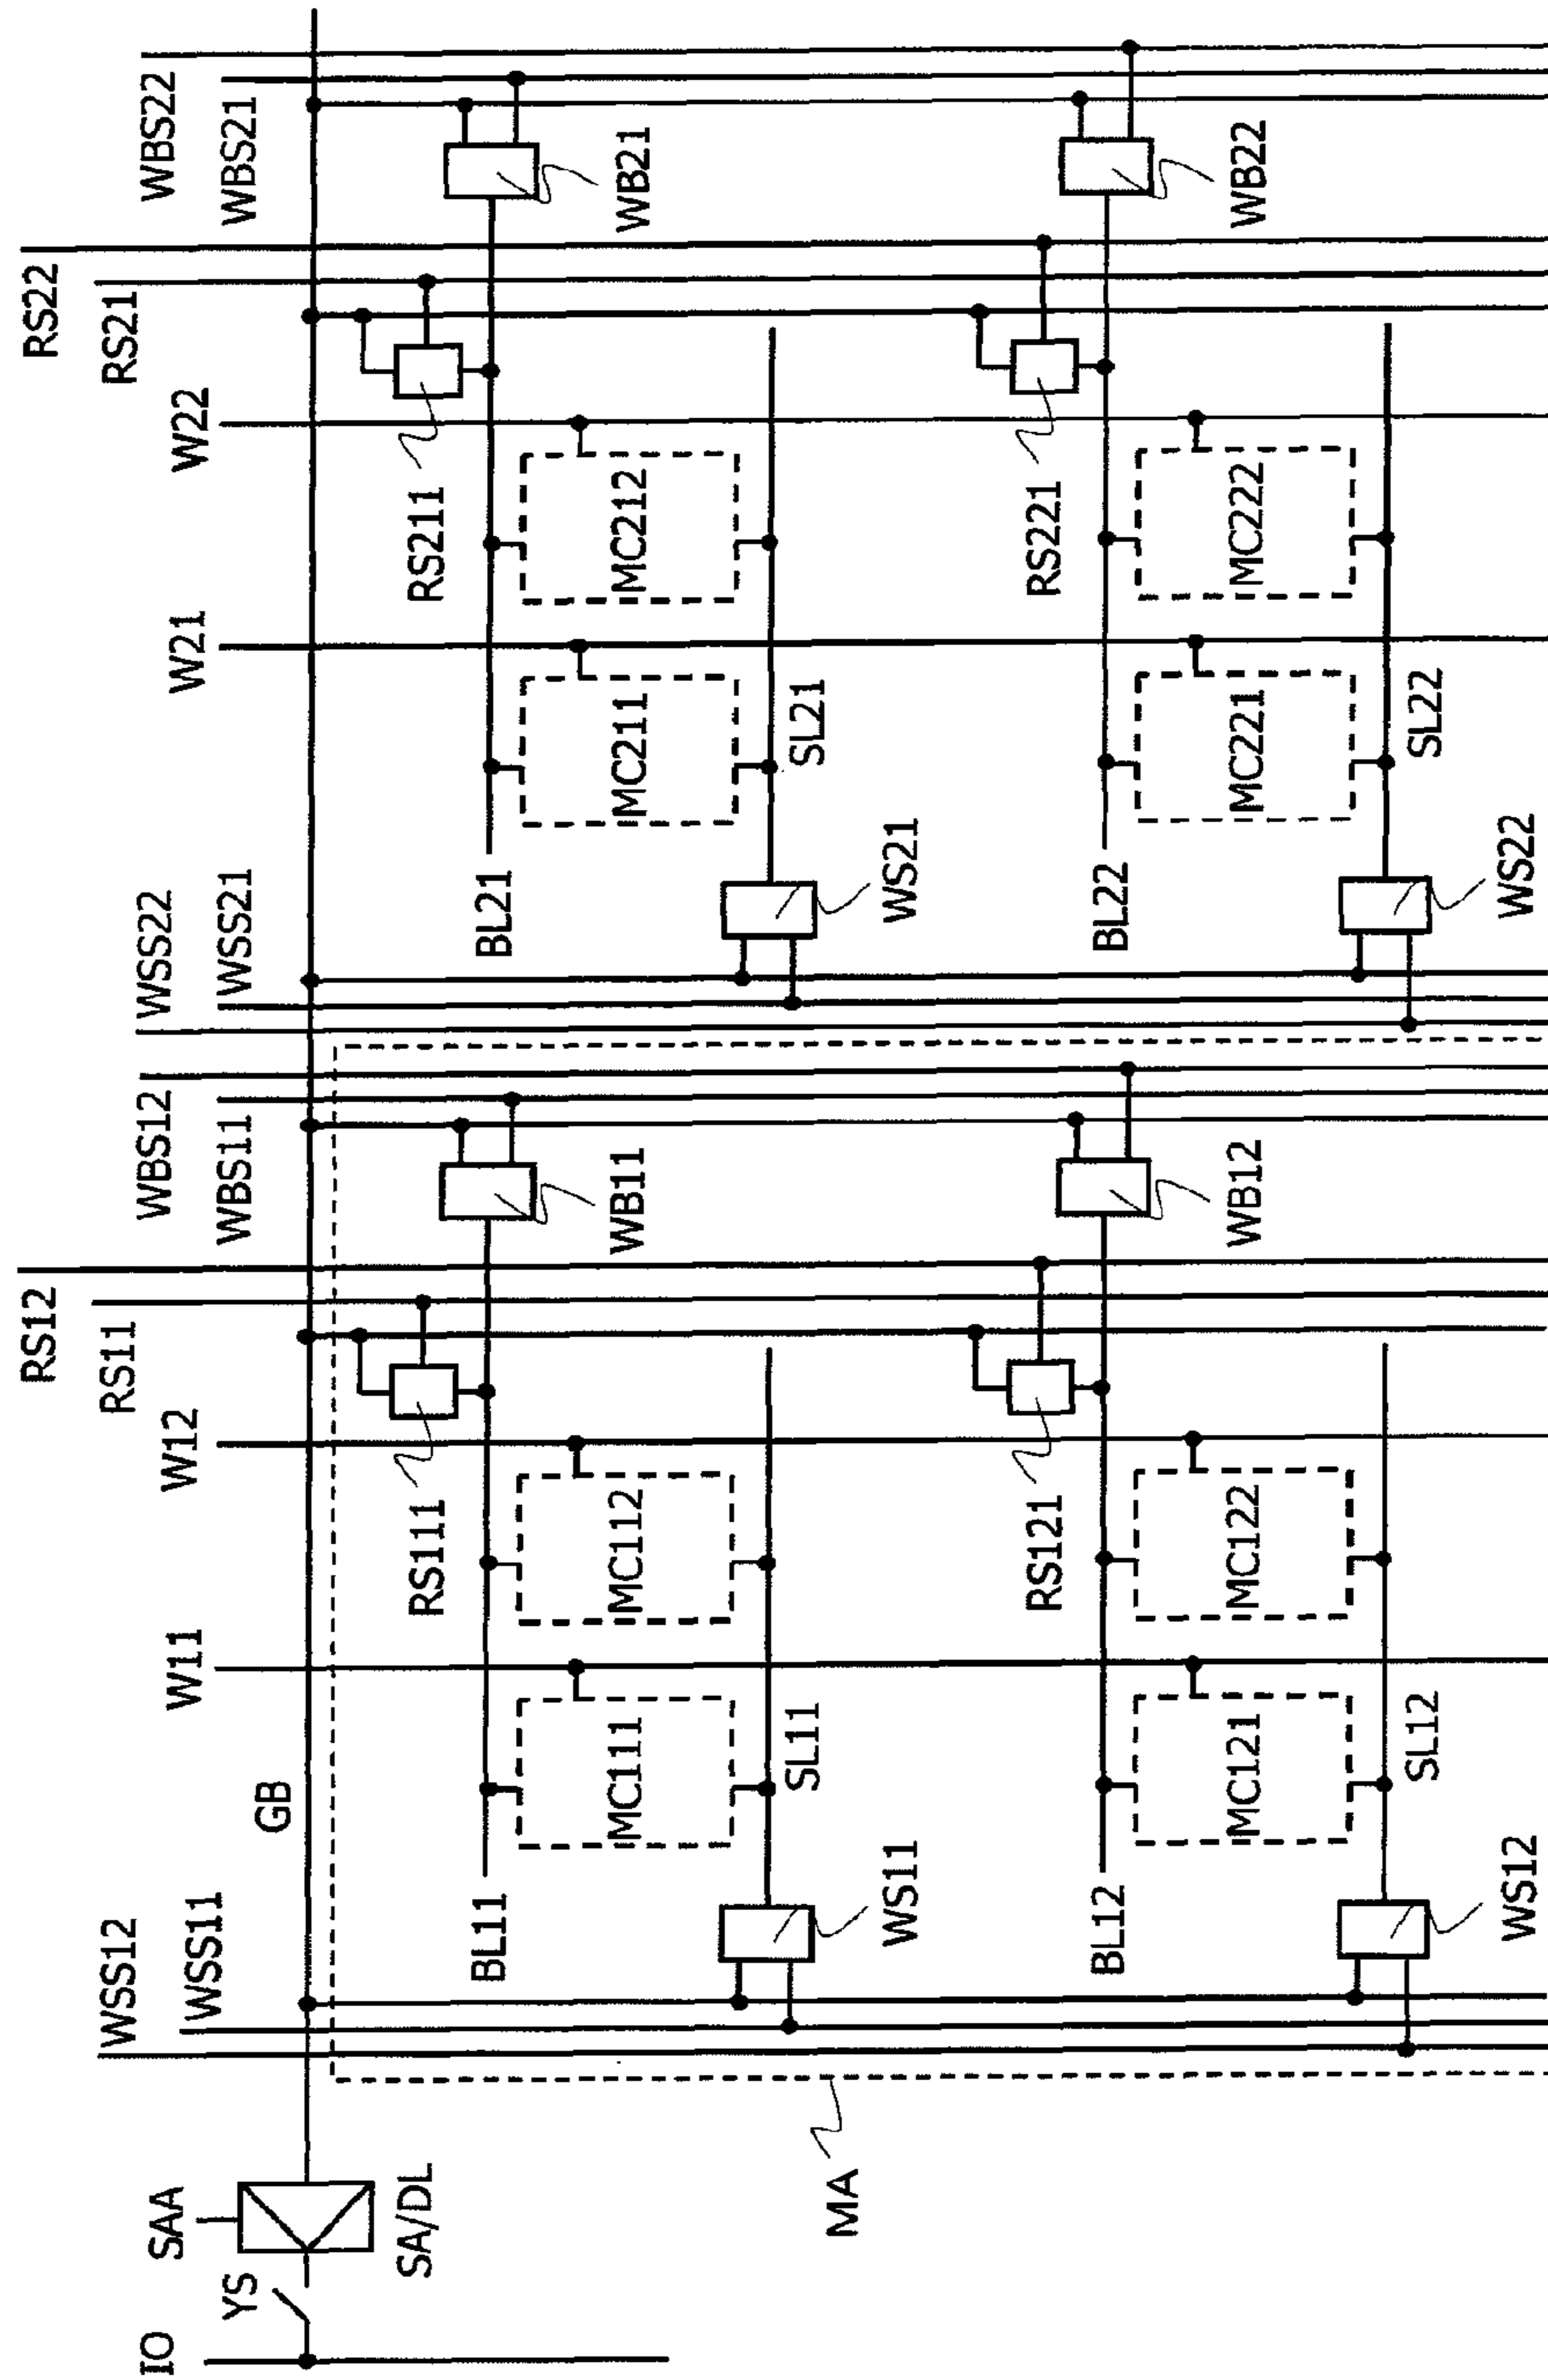 IO
YS
SAA
SA/DL
MA
WSS12
WSS11
GB
W11
W12
RS11
RS12
WBS11
WBS12
WSS22
WSS21
W21
W22
RS21
RS22
WBS21
WBS22
BL11
MC111
MC112
RS111
WB11
SL11
WS11
BL21
MC211
MC212
RS211
WB21
SL21
WS21
BL12
MC121
MC122
RS121
WB12
SL12
WS12
BL22
MC221
MC222
RS221
WB22
SL22
WS22